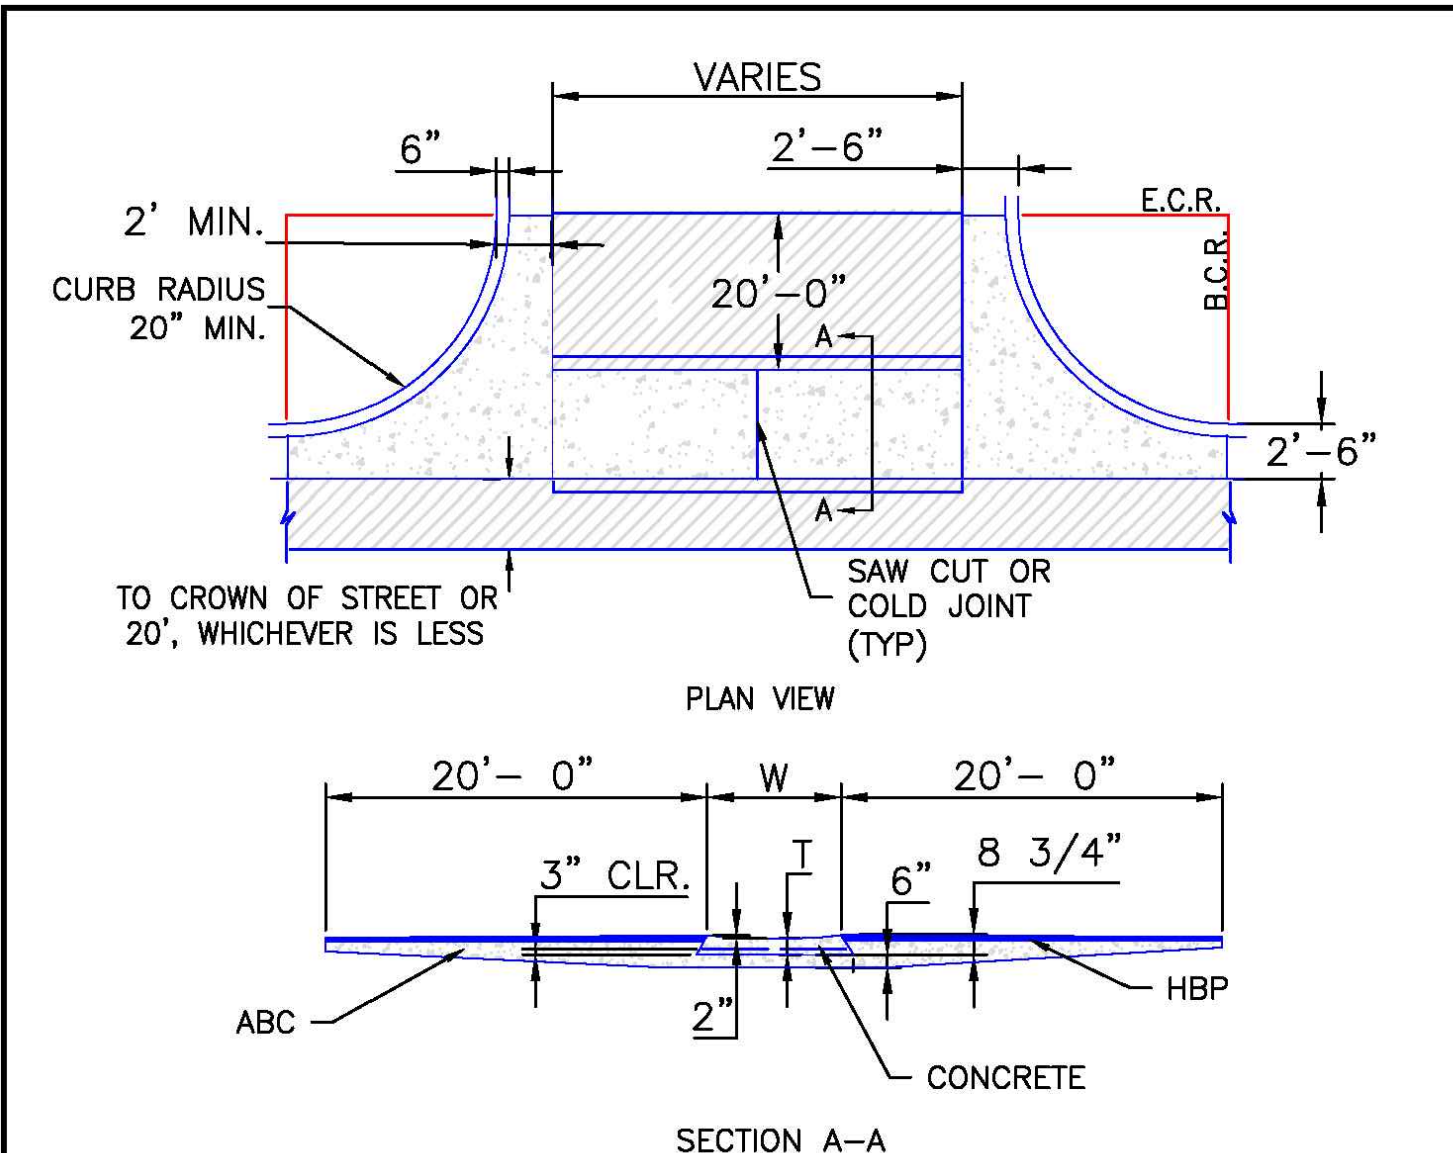 VARIES
6”
2’-6”
E.C.R.
2’ MIN.
B.C.R.
CURB RADIUS
20” MIN.
20’-0”
A
2’-6”
A
SAW CUT OR
COLD JOINT
(TYP)
TO CROWN OF STREET OR
20’, WHICHEVER IS LESS
PLAN VIEW
20’- 0”
W
20’- 0”
3” CLR.
T
6”
8 3/4”
2”
ABC
HBP
CONCRETE
SECTION A-A